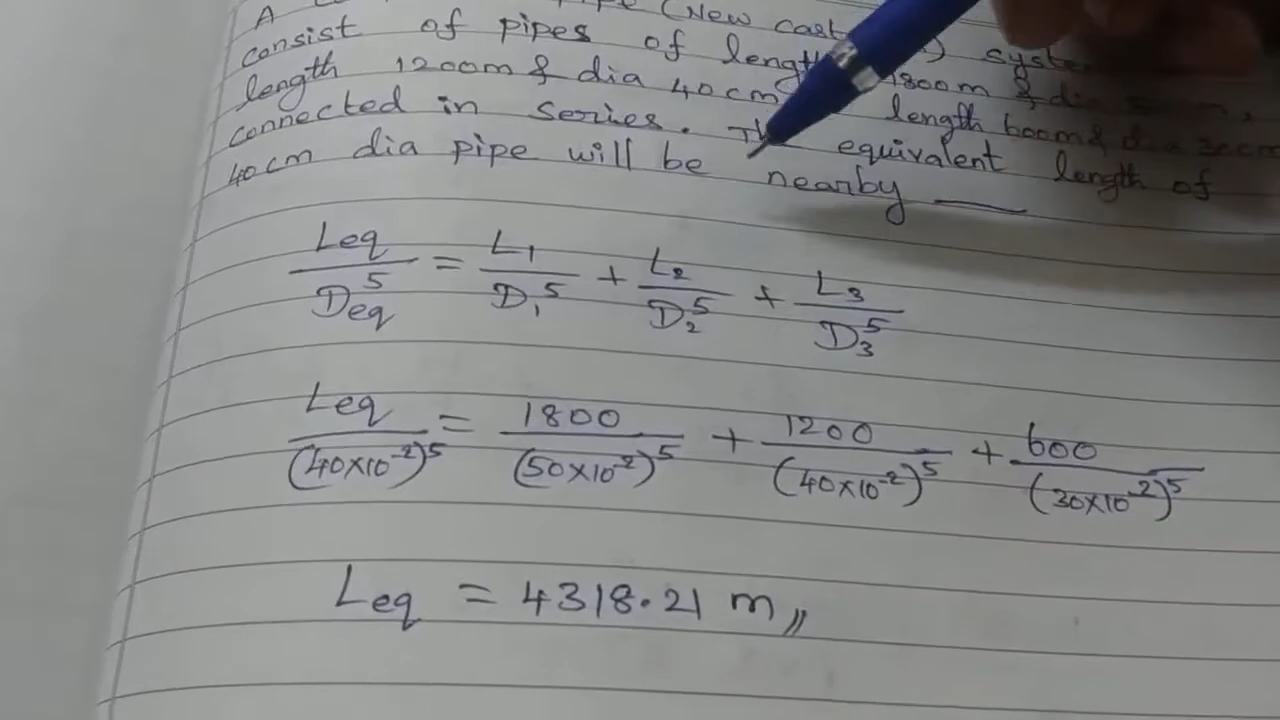 A pipe (New cast) system
consist of pipes of length 1800m & dia 50cm,
length 1200m & dia 40cm length 600m & dia 30cm
connected in series. The equivalent length of
40cm dia pipe will be nearby ____
Leq/Deq^5 = L1/D1^5 + L2/D2^5 + L3/D3^5
Leq/(40×10^-2)^5 = 1800/(50×10^-2)^5 + 1200/(40×10^-2)^5 + 600/(30×10^-2)^5
Leq = 4318.21 m,,